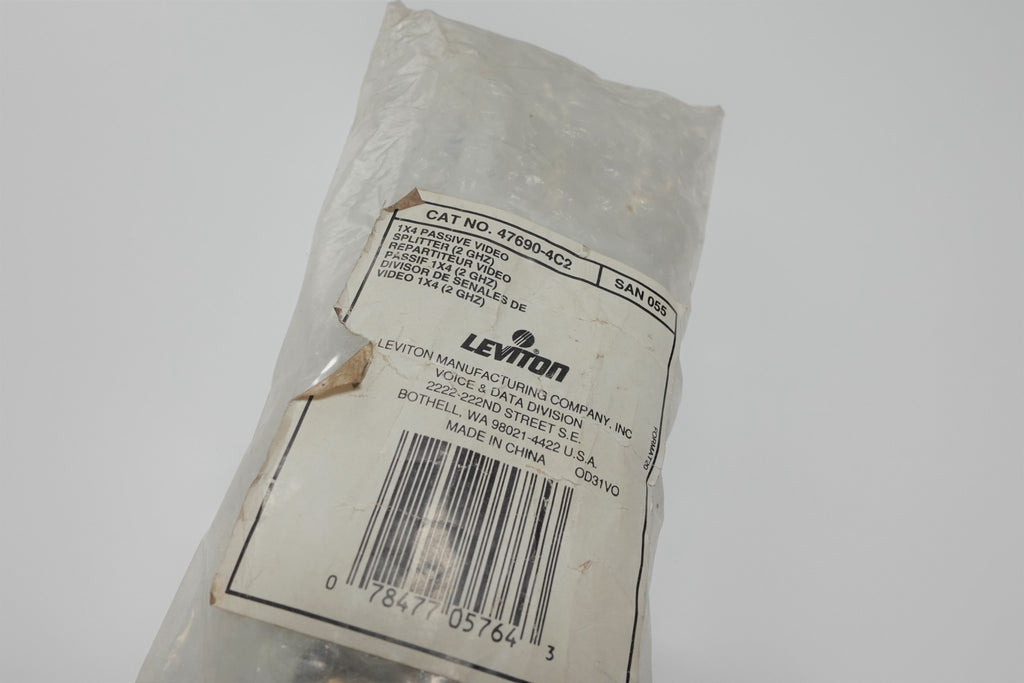 CAT NO. 47690-4C2
SAN 055
1X4 PASSIVE VIDEO
SPLITTER (2 GHZ)
REPARTITEUR VIDEO
PASSIF 1X4 (2 GHZ)
DIVISOR DE SENALES DE
VIDEO 1X4 (2 GHZ)
LEVITON®
LEVITON MANUFACTURING COMPANY, INC
VOICE & DATA DIVISION
2222-222ND STREET S.E.
BOTHELL, WA 98021-4422 U.S.A.
MADE IN CHINA
OD31VO
0 78477 05764 3